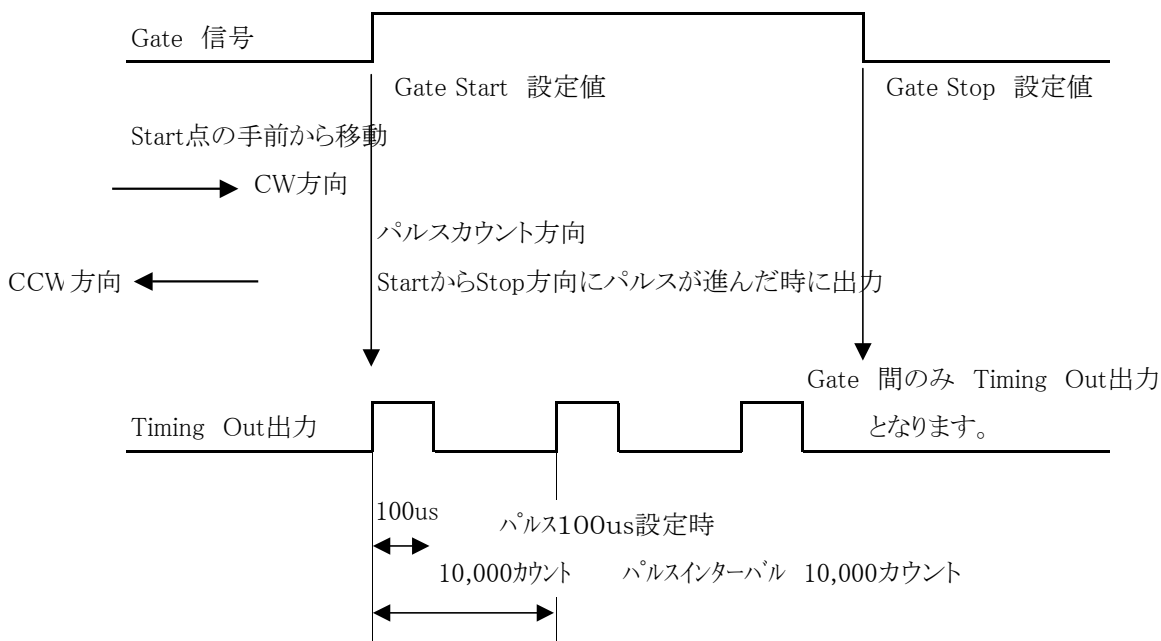 Gate 信号
Gate Start 設定値
Gate Stop 設定値
Start点の手前から移動
CW方向
パルスカウント方向
CCW方向
StartからStop方向にパルスが進んだ時に出力
Gate 間のみ Timing Out出力
となります。
Timing Out出力
100us
パルス100us設定時
10,000カウント パルスインターバル 10,000カウント